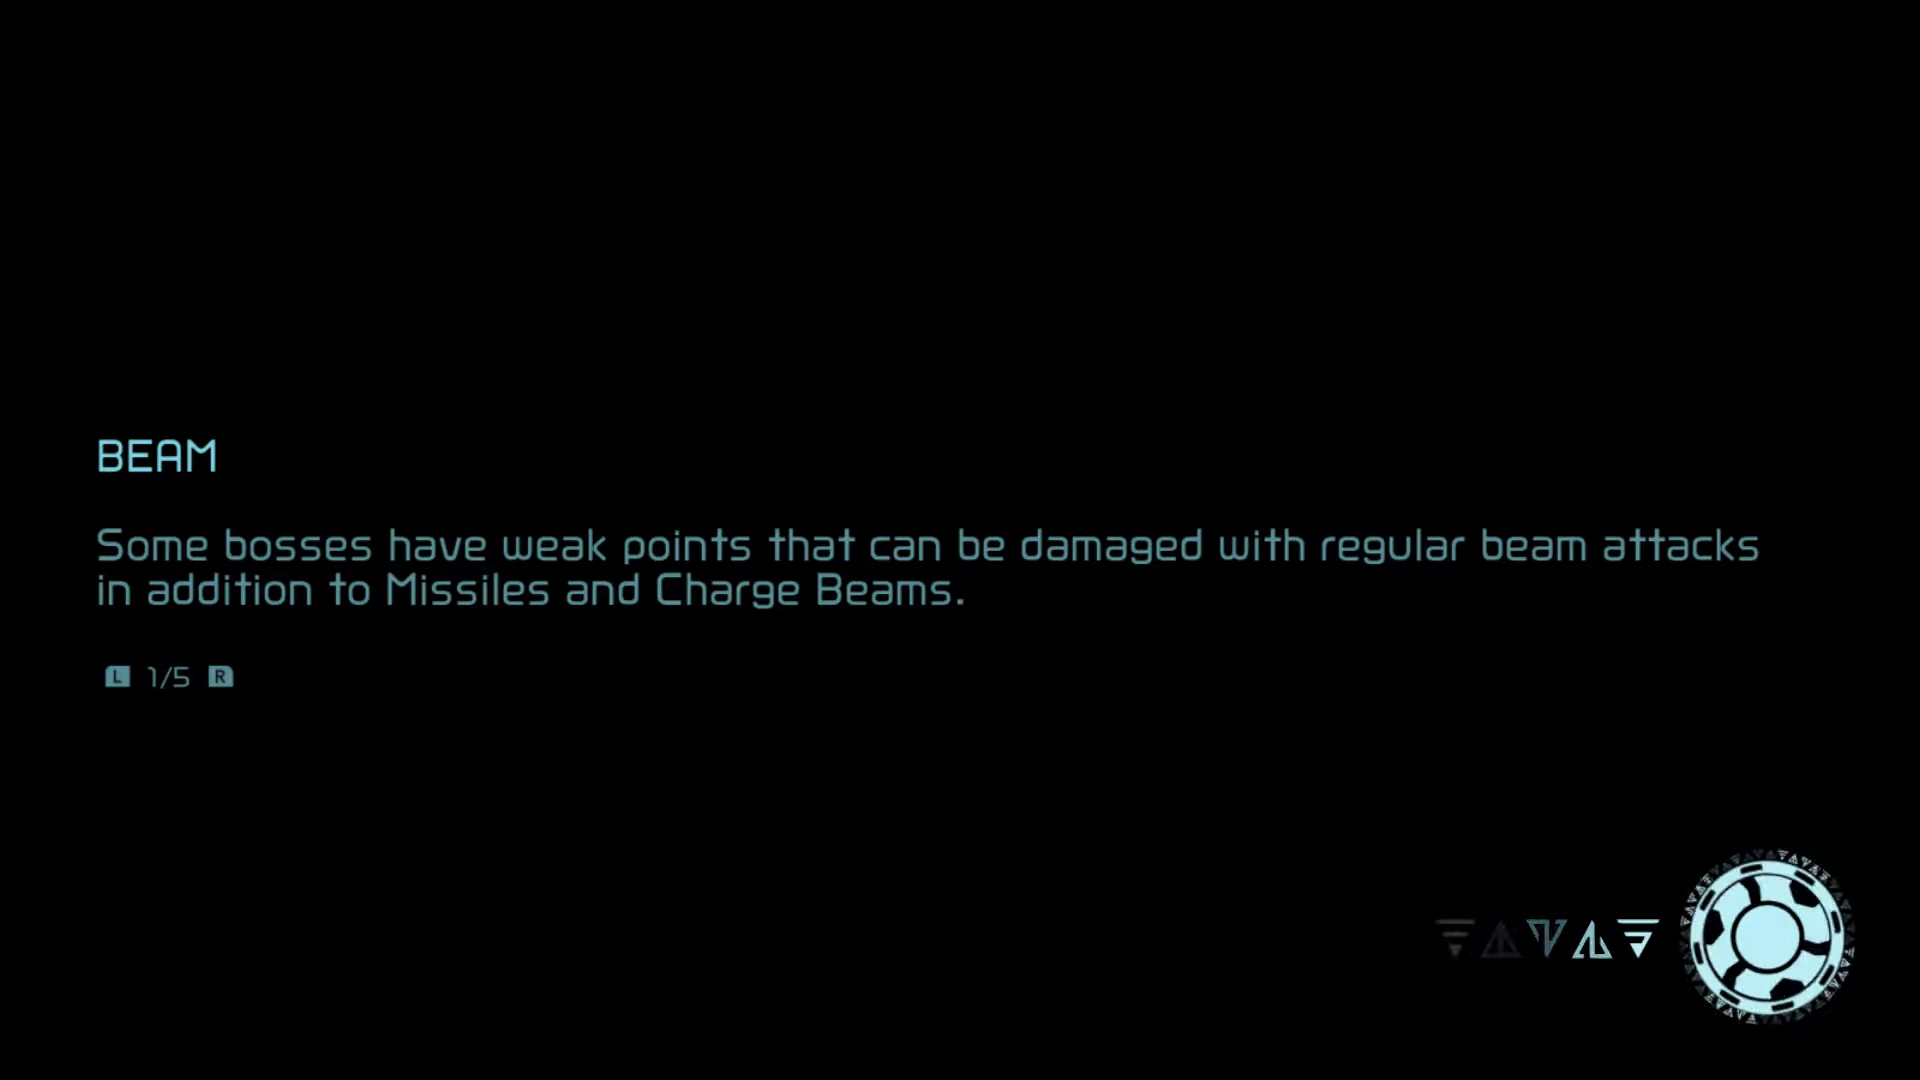 BEAM
Some bosses have weak points that can be damaged with regular beam attacks
in addition to Missiles and Charge Beams.
L 1/5 R